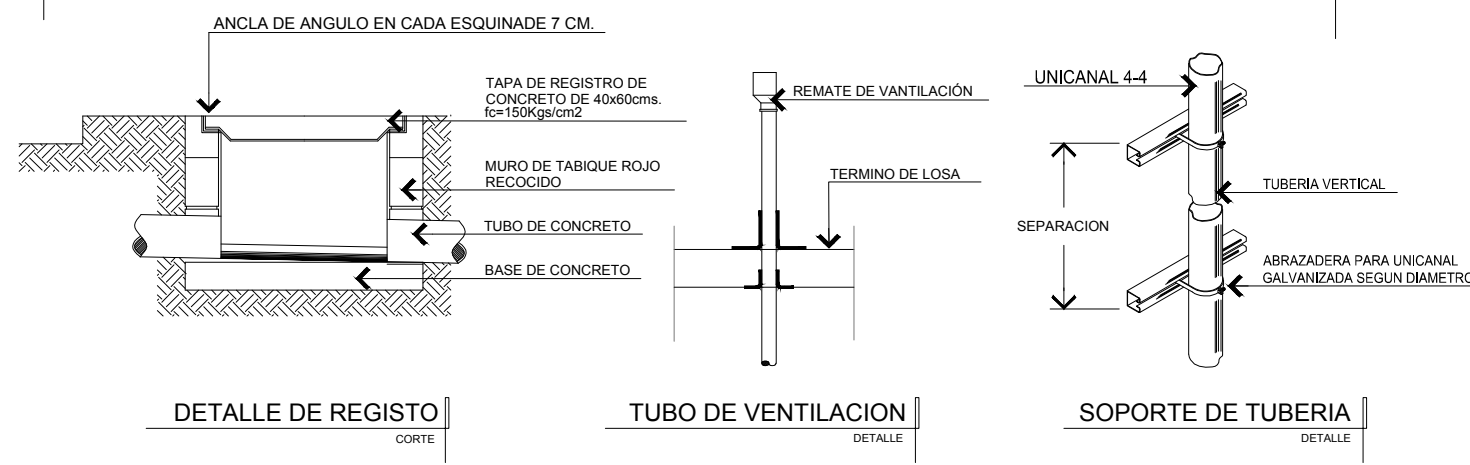 ANCLA DE ANGULO EN CADA ESQUINADE 7 CM.
TAPA DE REGISTRO DE
CONCRETO DE 40x60cms.
fc=150Kgs/cm2
MURO DE TABIQUE ROJO
RECOCIDO
TUBO DE CONCRETO
BASE DE CONCRETO
DETALLE DE REGISTO
CORTE
REMATE DE VANTILACIÓN
TERMINO DE LOSA
TUBO DE VENTILACION
DETALLE
UNICANAL 4-4
TUBERIA VERTICAL
SEPARACION
ABRAZADERA PARA UNICANAL
GALVANIZADA SEGUN DIAMETRO
SOPORTE DE TUBERIA
DETALLE